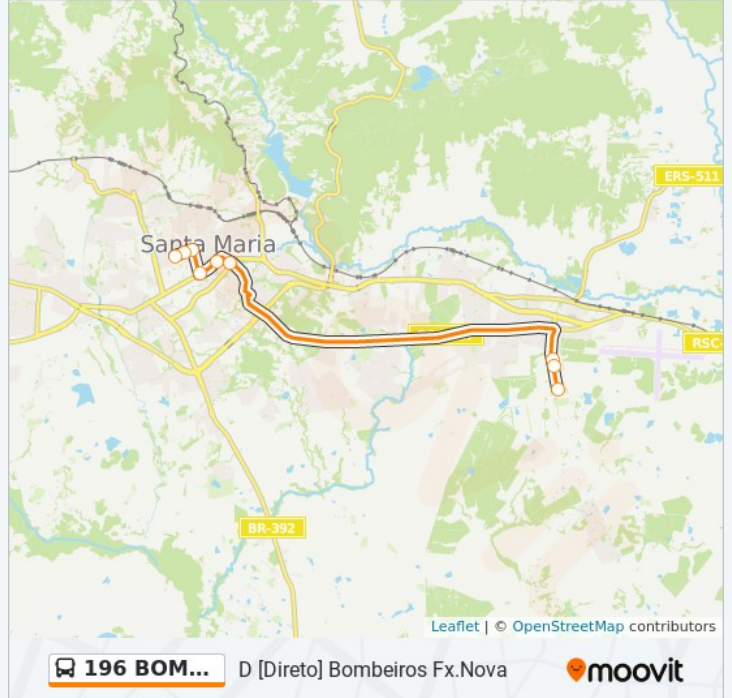 ERS-511
Santa Maria
RSC-
BR-392
Leaflet | © OpenStreetMap contributors
196 BOM...
D [Direto] Bombeiros Fx.Nova
moovit